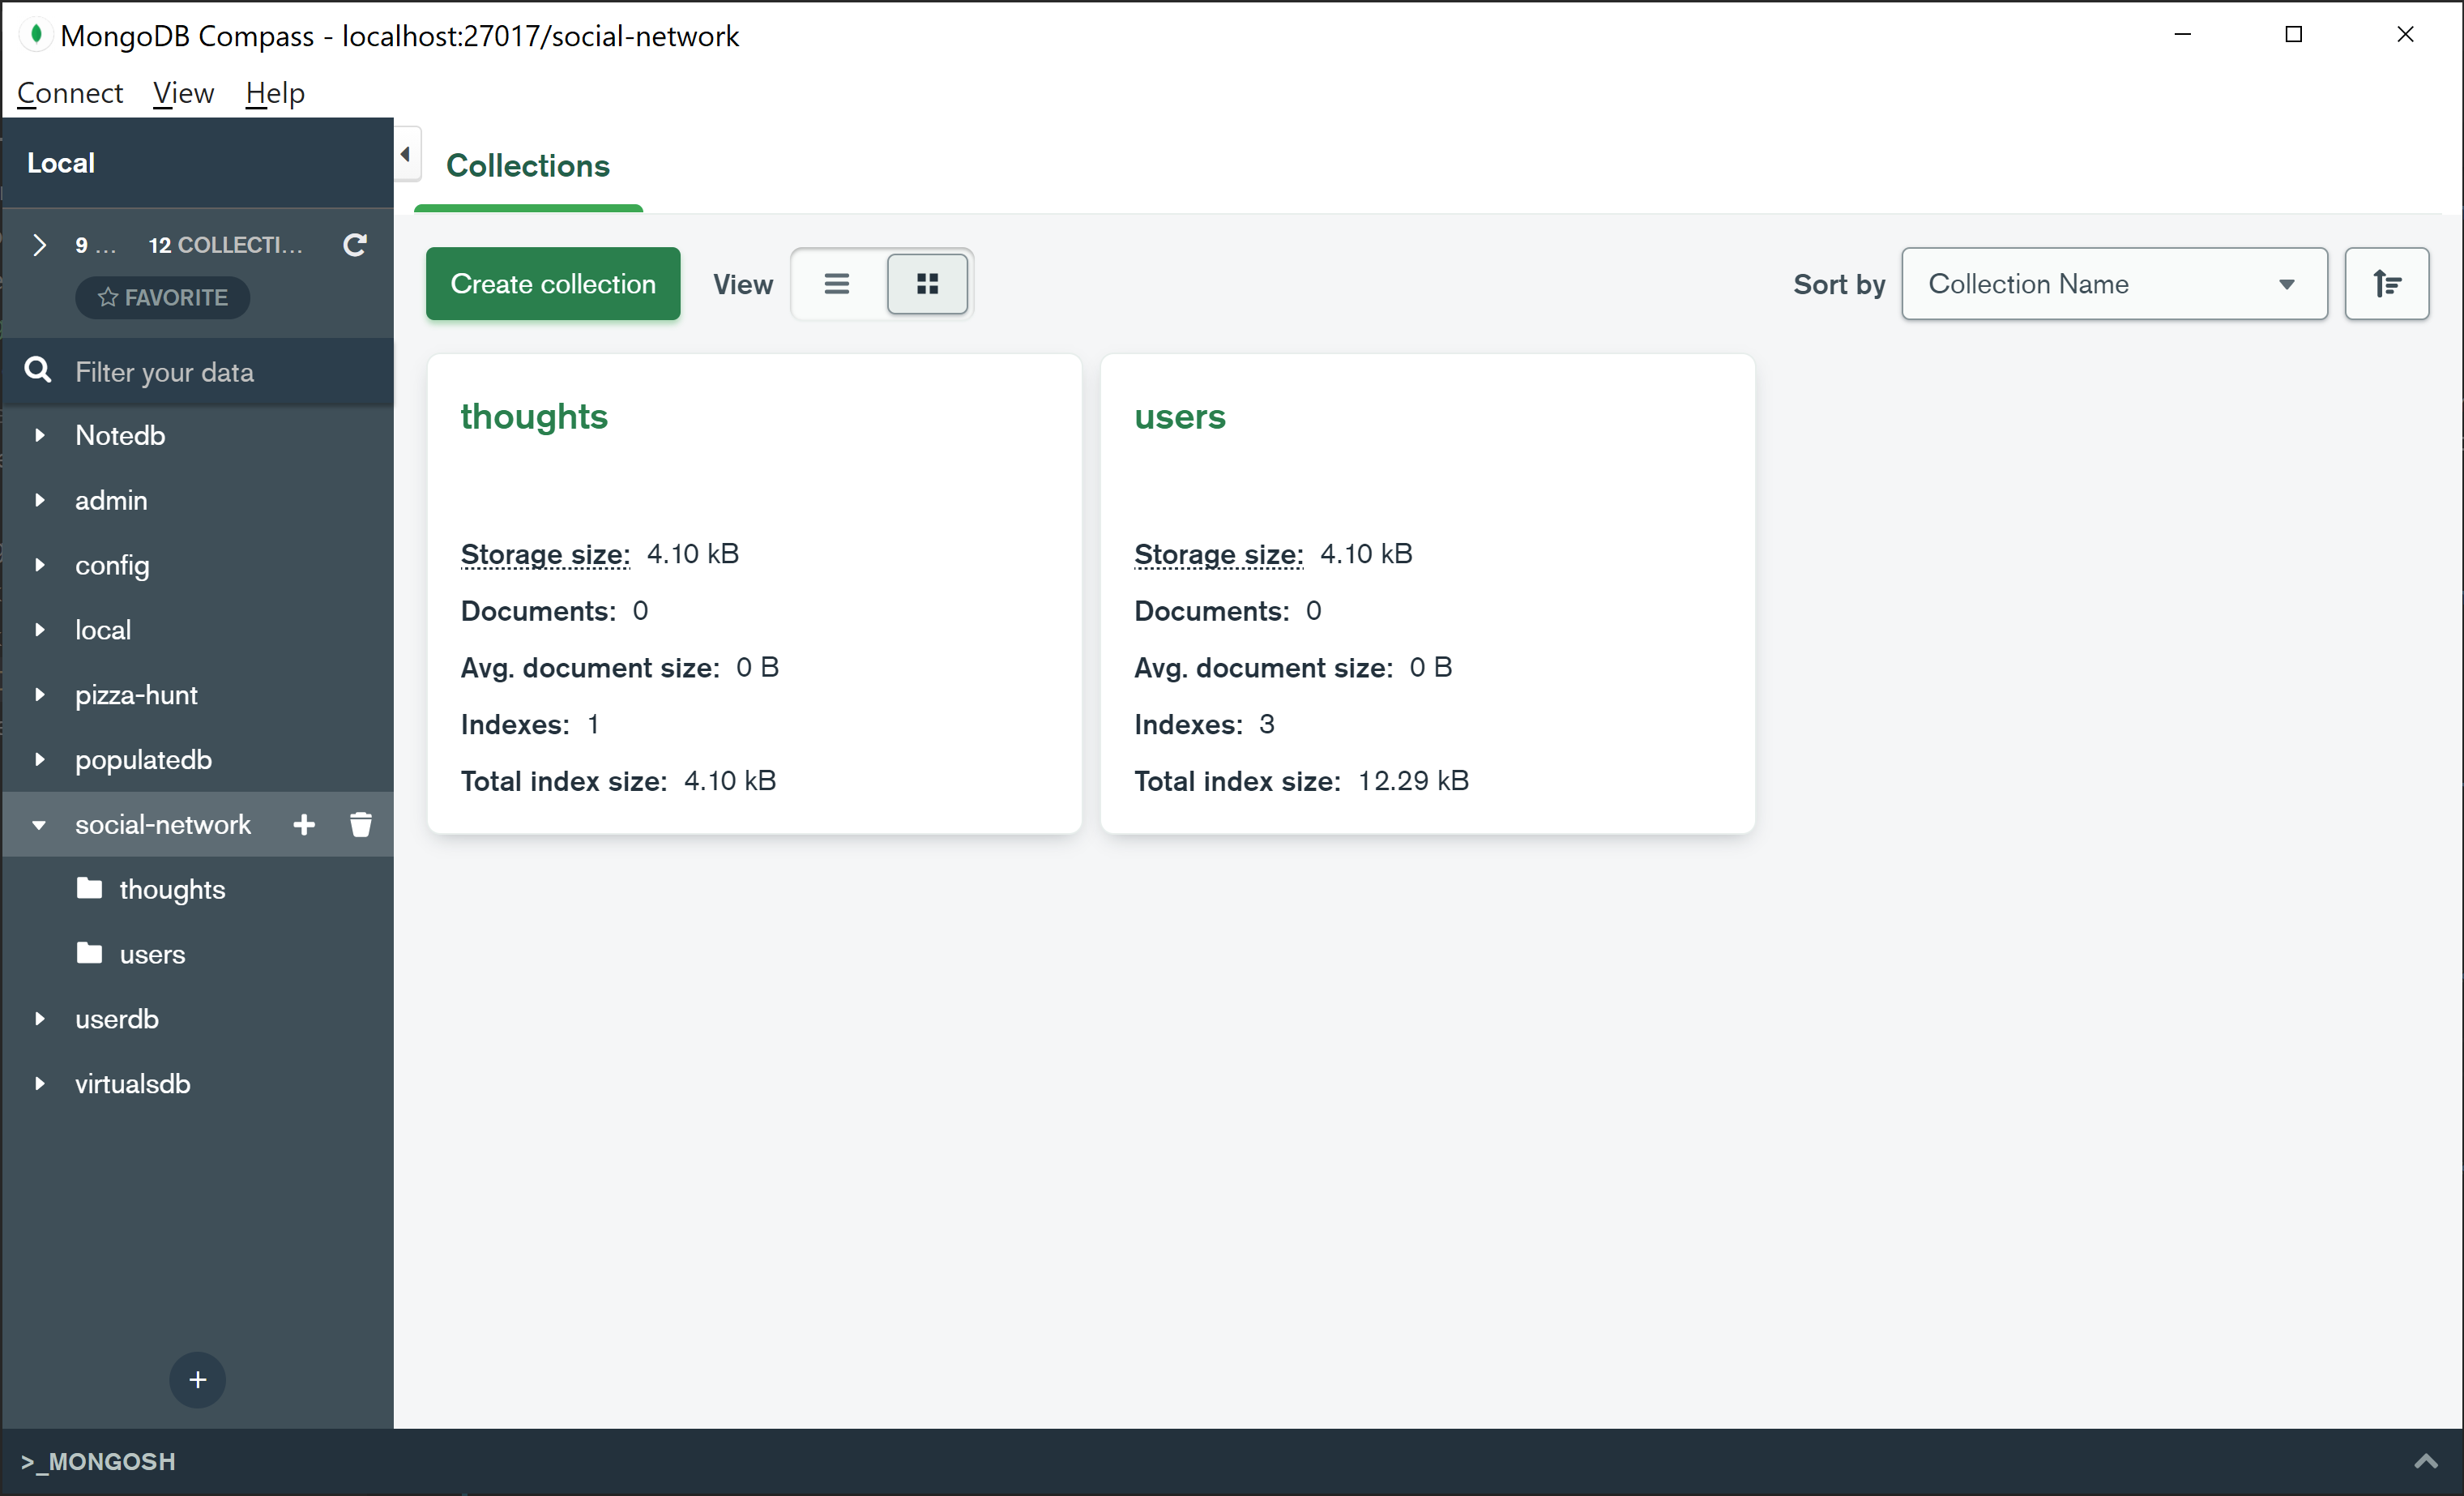 MongoDB Compass - localhost:27017/social-network
Connect View Help
Local
Collections
9 ... 12 COLLECTI...
FAVORITE
Create collection View Sort by Collection Name
Filter your data
Notedb
admin
config
local
pizza-hunt
populatedb
social-network
thoughts
users
userdb
virtualsdb
+
thoughts
Storage size: 4.10 kB
Documents: 0
Avg. document size: 0 B
Indexes: 1
Total index size: 4.10 kB
users
Storage size: 4.10 kB
Documents: 0
Avg. document size: 0 B
Indexes: 3
Total index size: 12.29 kB
>_MONGOSH